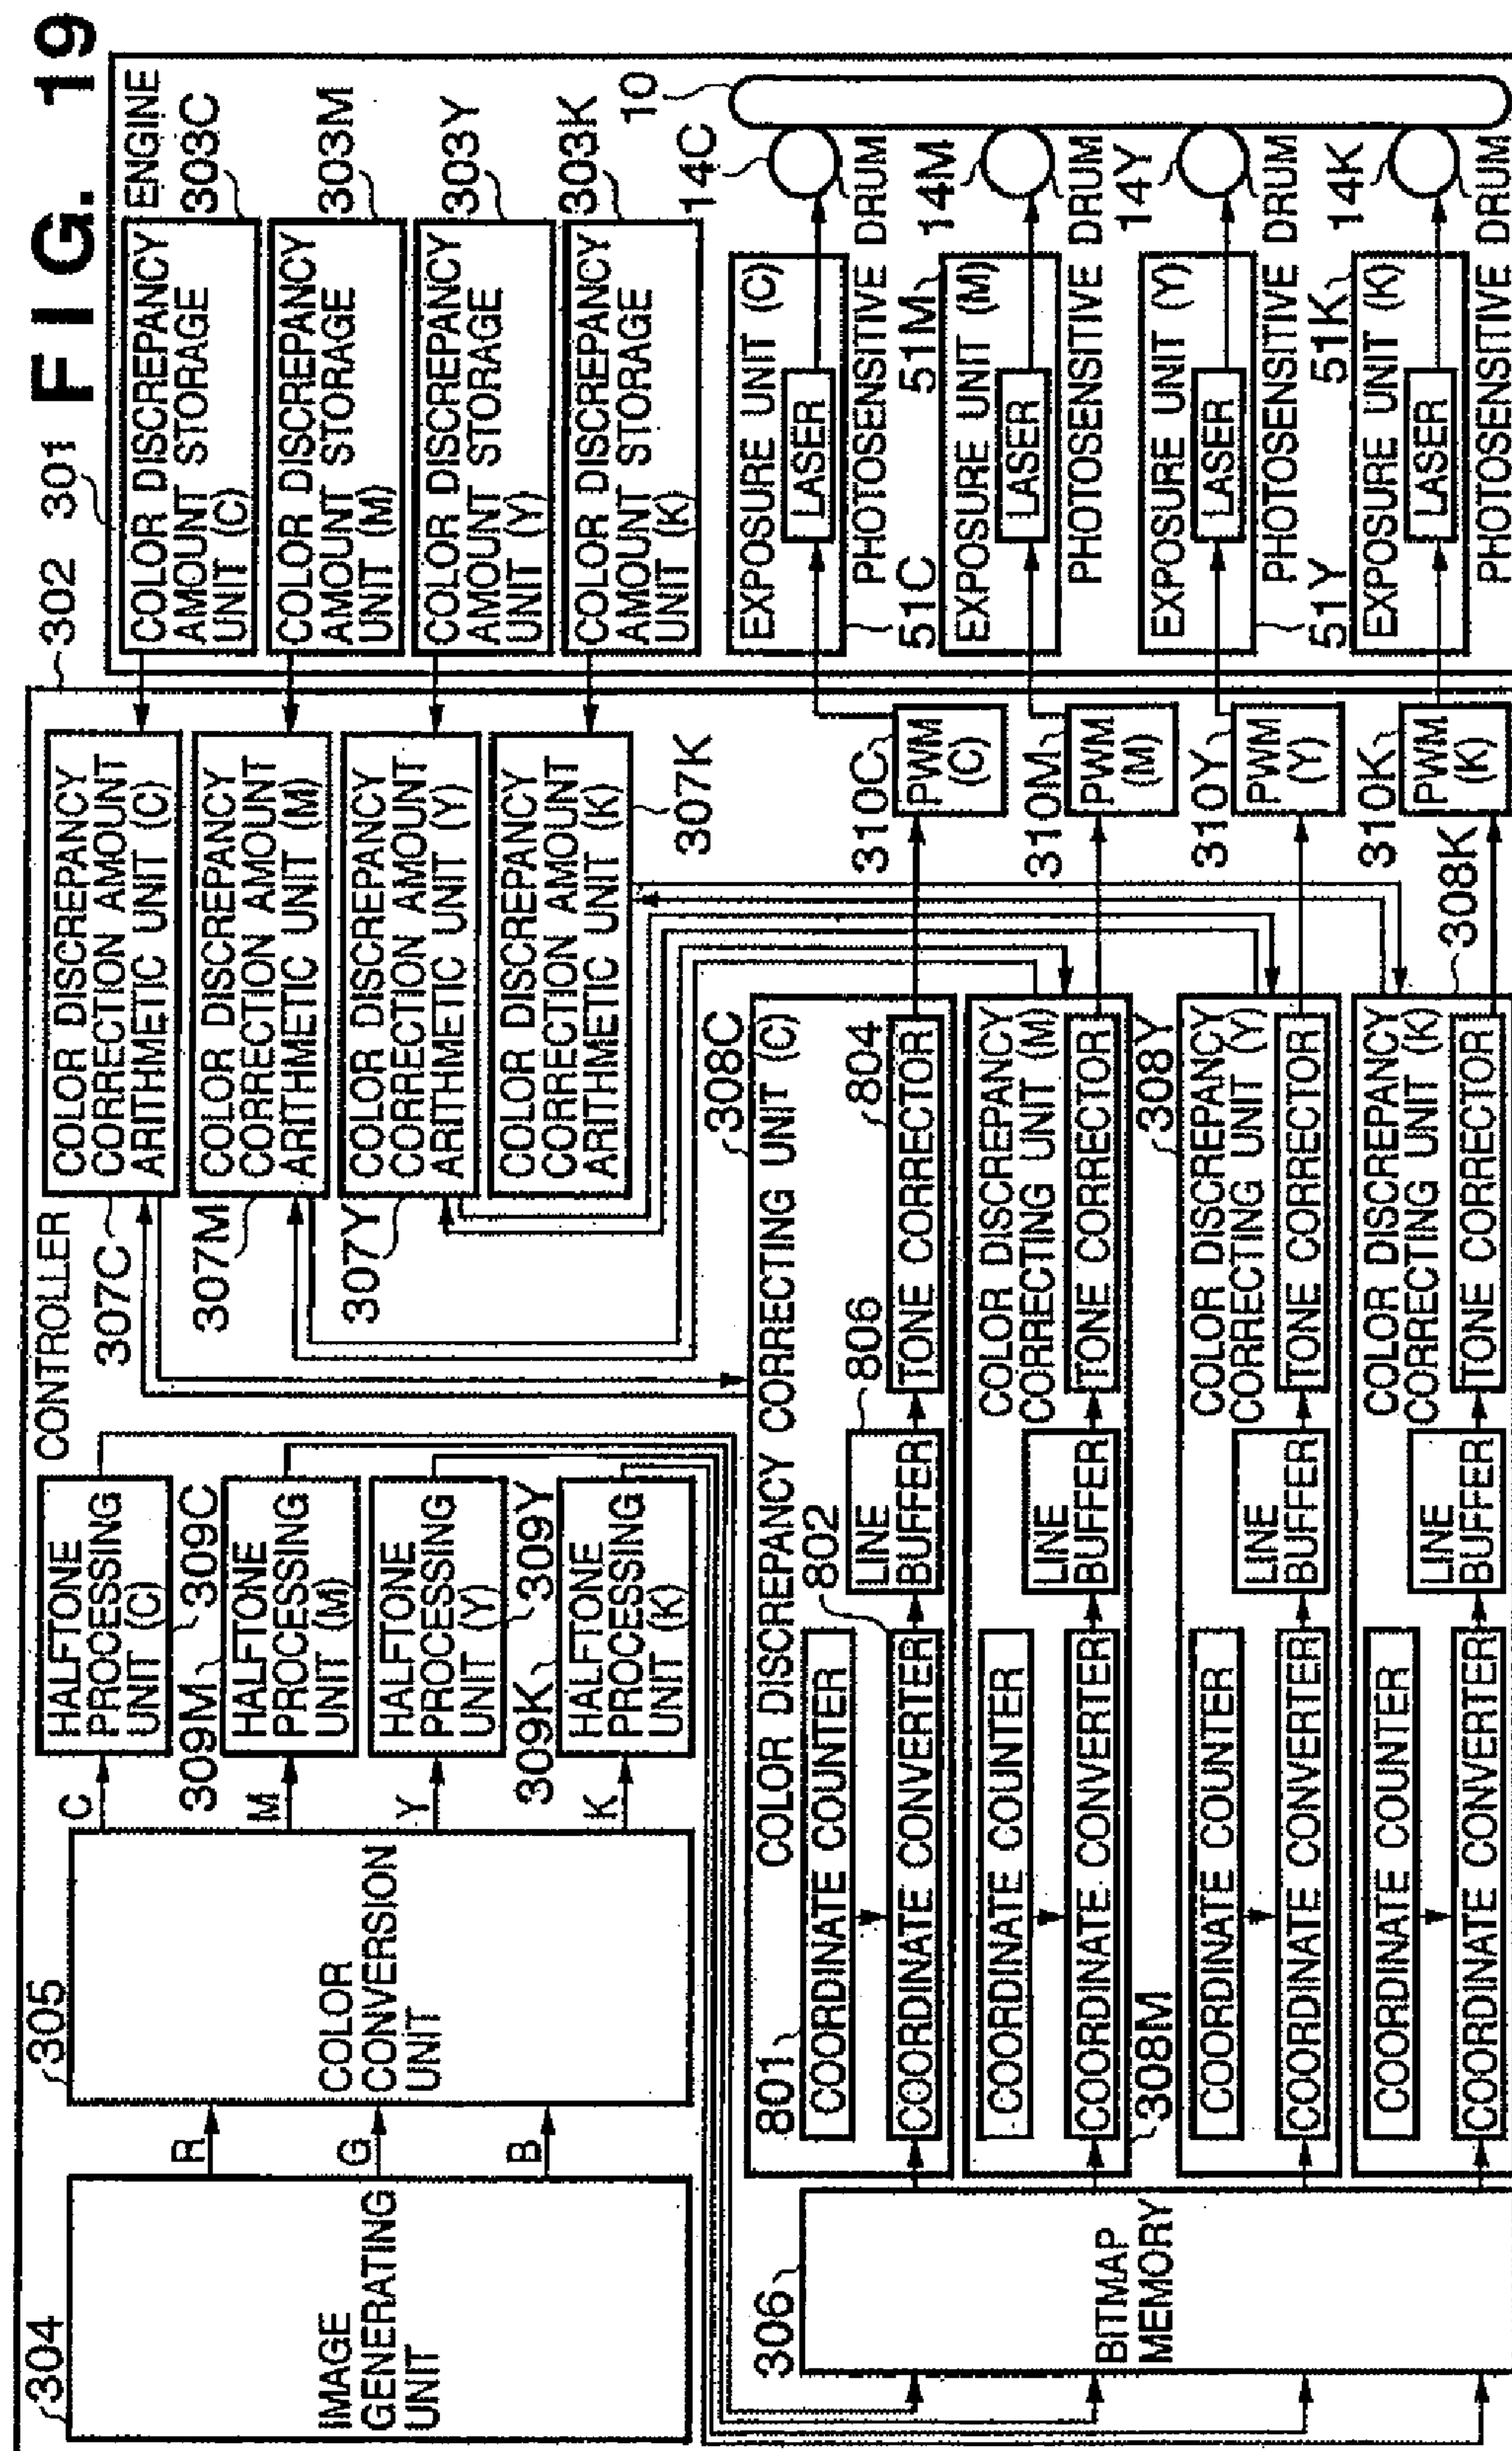 FIG. 19
302
301
CONTROLLER
ENGINE
304
IMAGE
GENERATING
UNIT
R
G
B
305
COLOR
CONVERSION
UNIT
C
M
Y
K
HALFTONE
PROCESSING
UNIT (C)
309C
309M
HALFTONE
PROCESSING
UNIT (M)
HALFTONE
PROCESSING
UNIT (Y)
309Y
309K
HALFTONE
PROCESSING
UNIT (K)
307C
COLOR DISCREPANCY
CORRECTION AMOUNT
ARITHMETIC UNIT (C)
307M
COLOR DISCREPANCY
CORRECTION AMOUNT
ARITHMETIC UNIT (M)
307Y
COLOR DISCREPANCY
CORRECTION AMOUNT
ARITHMETIC UNIT (Y)
COLOR DISCREPANCY
CORRECTION AMOUNT
ARITHMETIC UNIT (K)
307K
COLOR DISCREPANCY
AMOUNT STORAGE
UNIT (C)
303C
COLOR DISCREPANCY
AMOUNT STORAGE
UNIT (M)
303M
COLOR DISCREPANCY
AMOUNT STORAGE
UNIT (Y)
303Y
COLOR DISCREPANCY
AMOUNT STORAGE
UNIT (K)
303K
306
BITMAP
MEMORY
COLOR DISCREPANCY CORRECTING UNIT (C)
308C
801
COORDINATE COUNTER
802
COORDINATE CONVERTER
LINE
BUFFER
806
TONE CORRECTOR
804
310C
PWM
(C)
EXPOSURE UNIT (C)
LASER
51C
PHOTOSENSITIVE DRUM
14C
10
COORDINATE COUNTER
COORDINATE CONVERTER
308M
LINE
BUFFER
COLOR DISCREPANCY
CORRECTING UNIT (M)
TONE CORRECTOR
310M
PWM
(M)
EXPOSURE UNIT (M)
51M
LASER
PHOTOSENSITIVE DRUM
14M
COORDINATE COUNTER
COORDINATE CONVERTER
LINE
BUFFER
308Y
COLOR DISCREPANCY
CORRECTING UNIT (Y)
TONE CORRECTOR
310Y
PWM
(Y)
EXPOSURE UNIT (Y)
LASER
51Y
PHOTOSENSITIVE DRUM
14Y
COORDINATE COUNTER
COORDINATE CONVERTER
LINE
BUFFER
COLOR DISCREPANCY
CORRECTING UNIT (K)
TONE CORRECTOR
308K
310K
PWM
(K)
EXPOSURE UNIT (K)
51K
LASER
PHOTOSENSITIVE DRUM
14K